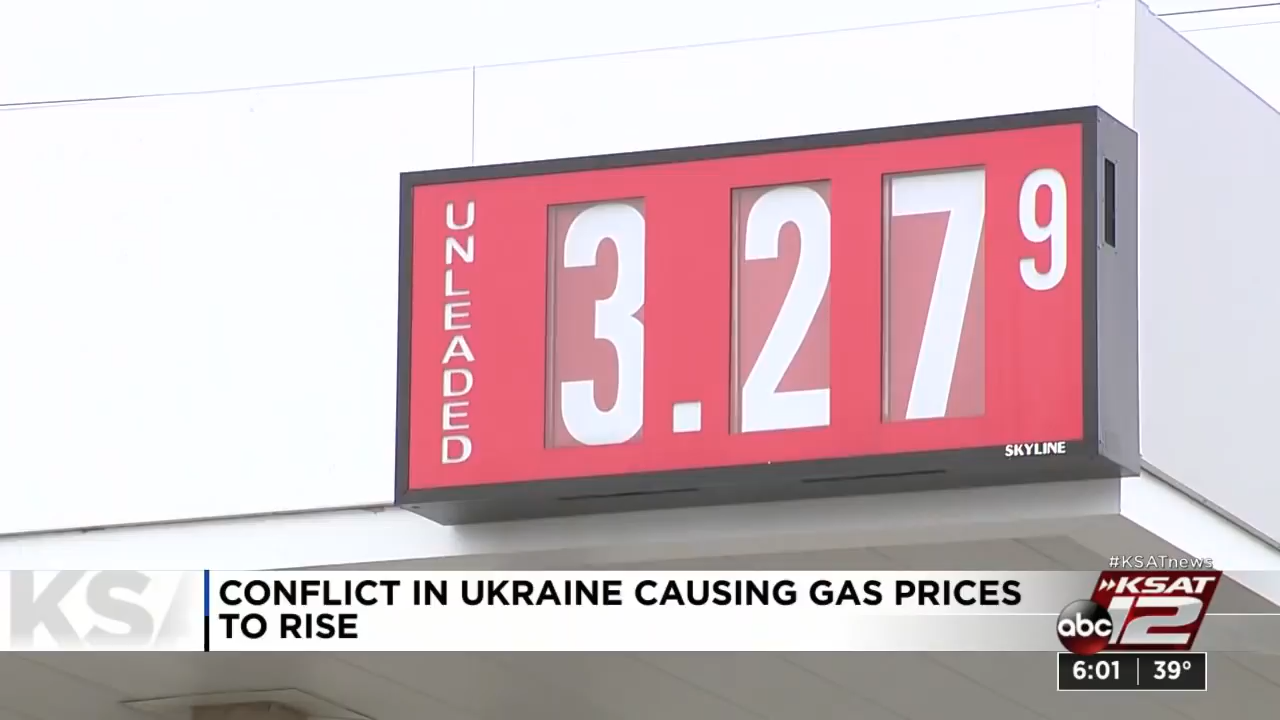 UNLEADED
3.27 9
SKYLINE
#KSATnews
KSA
CONFLICT IN UKRAINE CAUSING GAS PRICES
TO RISE
KSAT
abc 12
6:01 39°